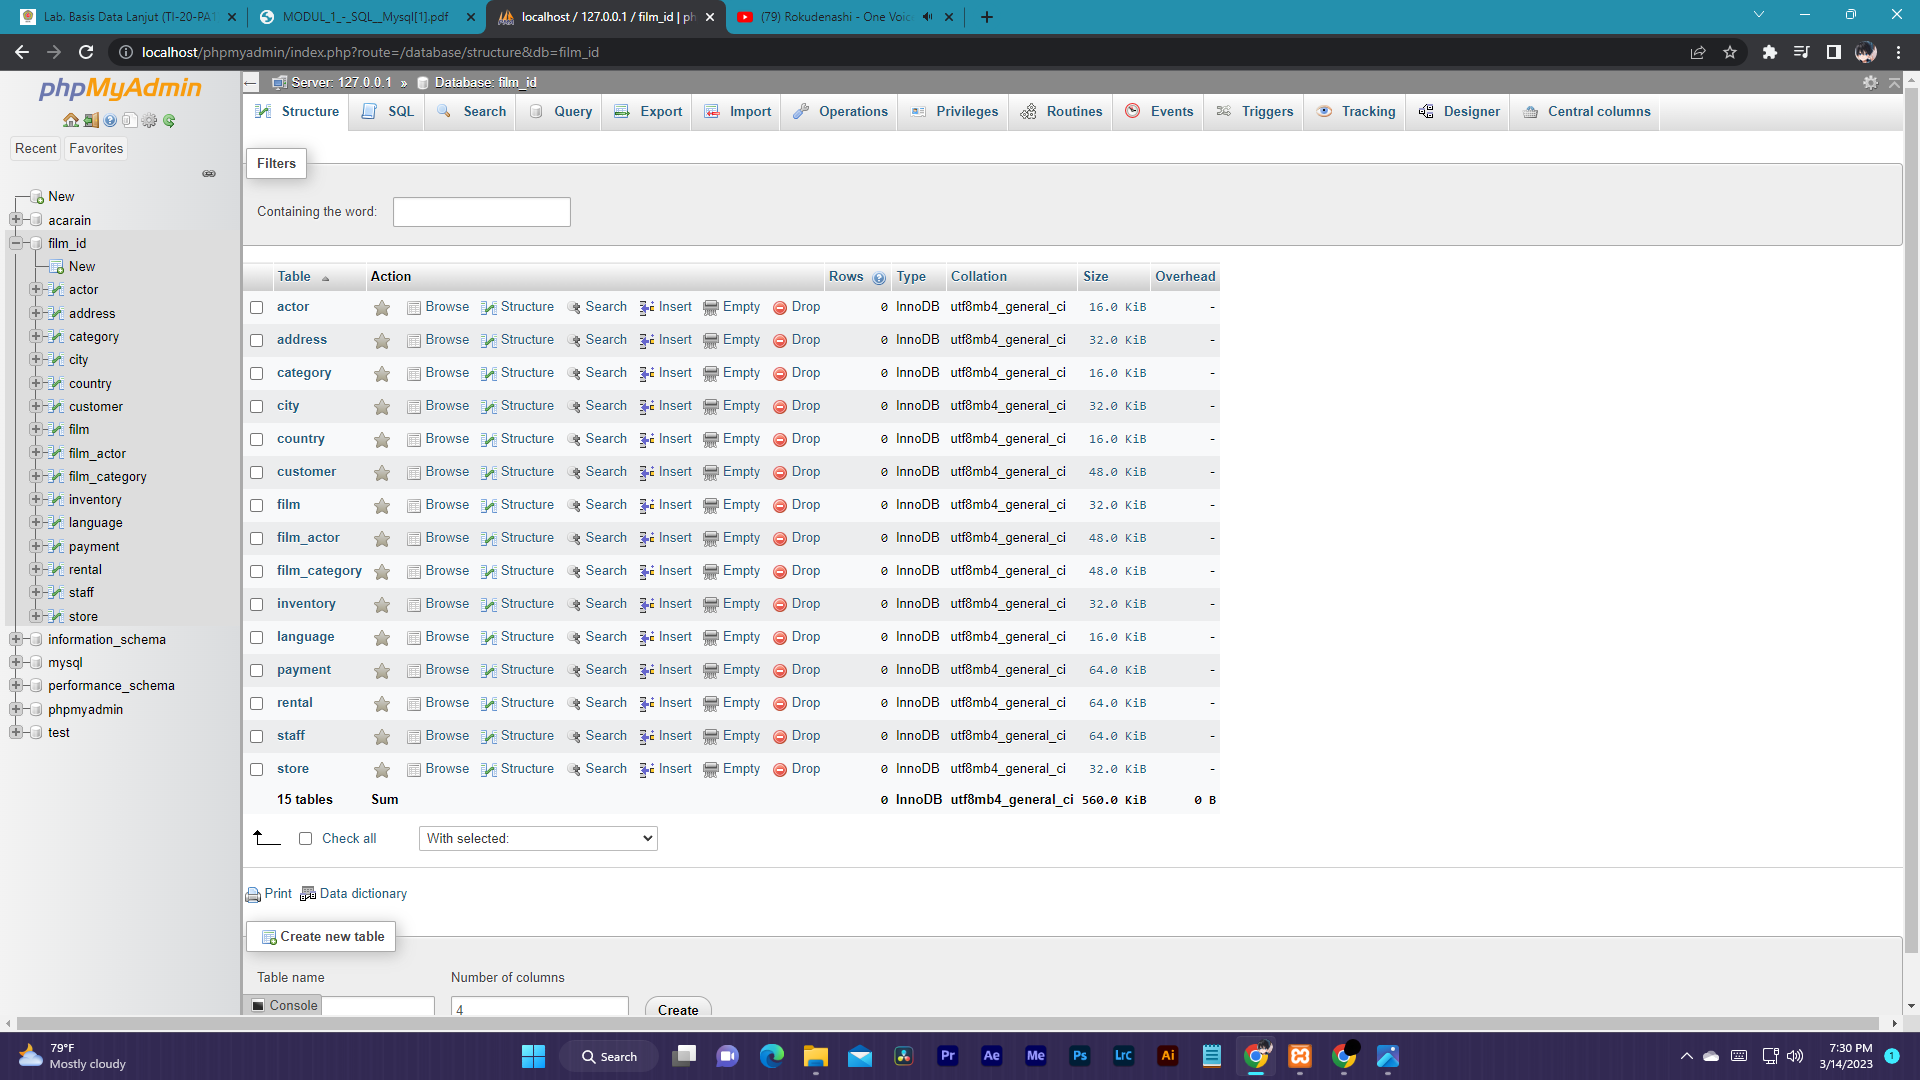 Lab. Basis Data Lanjut (TI-20-PA1
MODUL_1_-_SQL__Mysql[1].pdf
localhost / 127.0.0.1 / film_id | ph
(79) Rokudenashi - One Voic
localhost/phpmyadmin/index.php?route=/database/structure&db=film_id
phpMyAdmin
Recent Favorites
New
acarain
film_id
New
actor
address
category
city
country
customer
film
film_actor
film_category
inventory
language
payment
rental
staff
store
information_schema
mysql
performance_schema
phpmyadmin
test
Server: 127.0.0.1 » Database: film_id
Structure SQL Search Query Export Import Operations Privileges Routines Events Triggers Tracking Designer Central columns
Filters
Containing the word:
Table Action Rows Type Collation Size Overhead
actor Browse Structure Search Insert Empty Drop 0 InnoDB utf8mb4_general_ci 16.0 KiB -
address Browse Structure Search Insert Empty Drop 0 InnoDB utf8mb4_general_ci 32.0 KiB -
category Browse Structure Search Insert Empty Drop 0 InnoDB utf8mb4_general_ci 16.0 KiB -
city Browse Structure Search Insert Empty Drop 0 InnoDB utf8mb4_general_ci 32.0 KiB -
country Browse Structure Search Insert Empty Drop 0 InnoDB utf8mb4_general_ci 16.0 KiB -
customer Browse Structure Search Insert Empty Drop 0 InnoDB utf8mb4_general_ci 48.0 KiB -
film Browse Structure Search Insert Empty Drop 0 InnoDB utf8mb4_general_ci 32.0 KiB -
film_actor Browse Structure Search Insert Empty Drop 0 InnoDB utf8mb4_general_ci 48.0 KiB -
film_category Browse Structure Search Insert Empty Drop 0 InnoDB utf8mb4_general_ci 48.0 KiB -
inventory Browse Structure Search Insert Empty Drop 0 InnoDB utf8mb4_general_ci 32.0 KiB -
language Browse Structure Search Insert Empty Drop 0 InnoDB utf8mb4_general_ci 16.0 KiB -
payment Browse Structure Search Insert Empty Drop 0 InnoDB utf8mb4_general_ci 64.0 KiB -
rental Browse Structure Search Insert Empty Drop 0 InnoDB utf8mb4_general_ci 64.0 KiB -
staff Browse Structure Search Insert Empty Drop 0 InnoDB utf8mb4_general_ci 64.0 KiB -
store Browse Structure Search Insert Empty Drop 0 InnoDB utf8mb4_general_ci 32.0 KiB -
15 tables Sum 0 InnoDB utf8mb4_general_ci 560.0 KiB 0 B
Check all With selected:
Print Data dictionary
Create new table
Table name Number of columns
Console 4 Create
79°F
Mostly cloudy
Search
Pr Ae Me Ps Lrc Ai
7:30 PM
3/14/2023
1